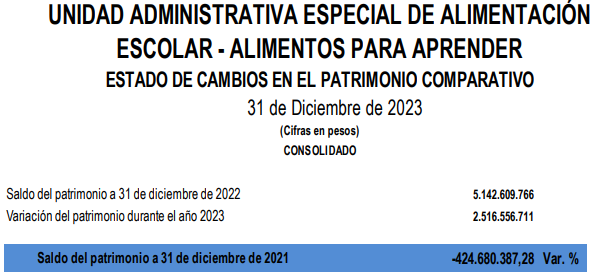 UNIDAD ADMINISTRATIVA ESPECIAL DE ALIMENTACIÓN
ESCOLAR - ALIMENTOS PARA APRENDER
ESTADO DE CAMBIOS EN EL PATRIMONIO COMPARATIVO
31 de Diciembre de 2023
(Cifras en pesos)
CONSOLIDADO
Saldo del patrimonio a 31 de diciembre de 2022 5.142.609.766
Variación del patrimonio durante el año 2023 2.516.556.711
Saldo del patrimonio a 31 de diciembre de 2021 -424.680.387,28 Var. %